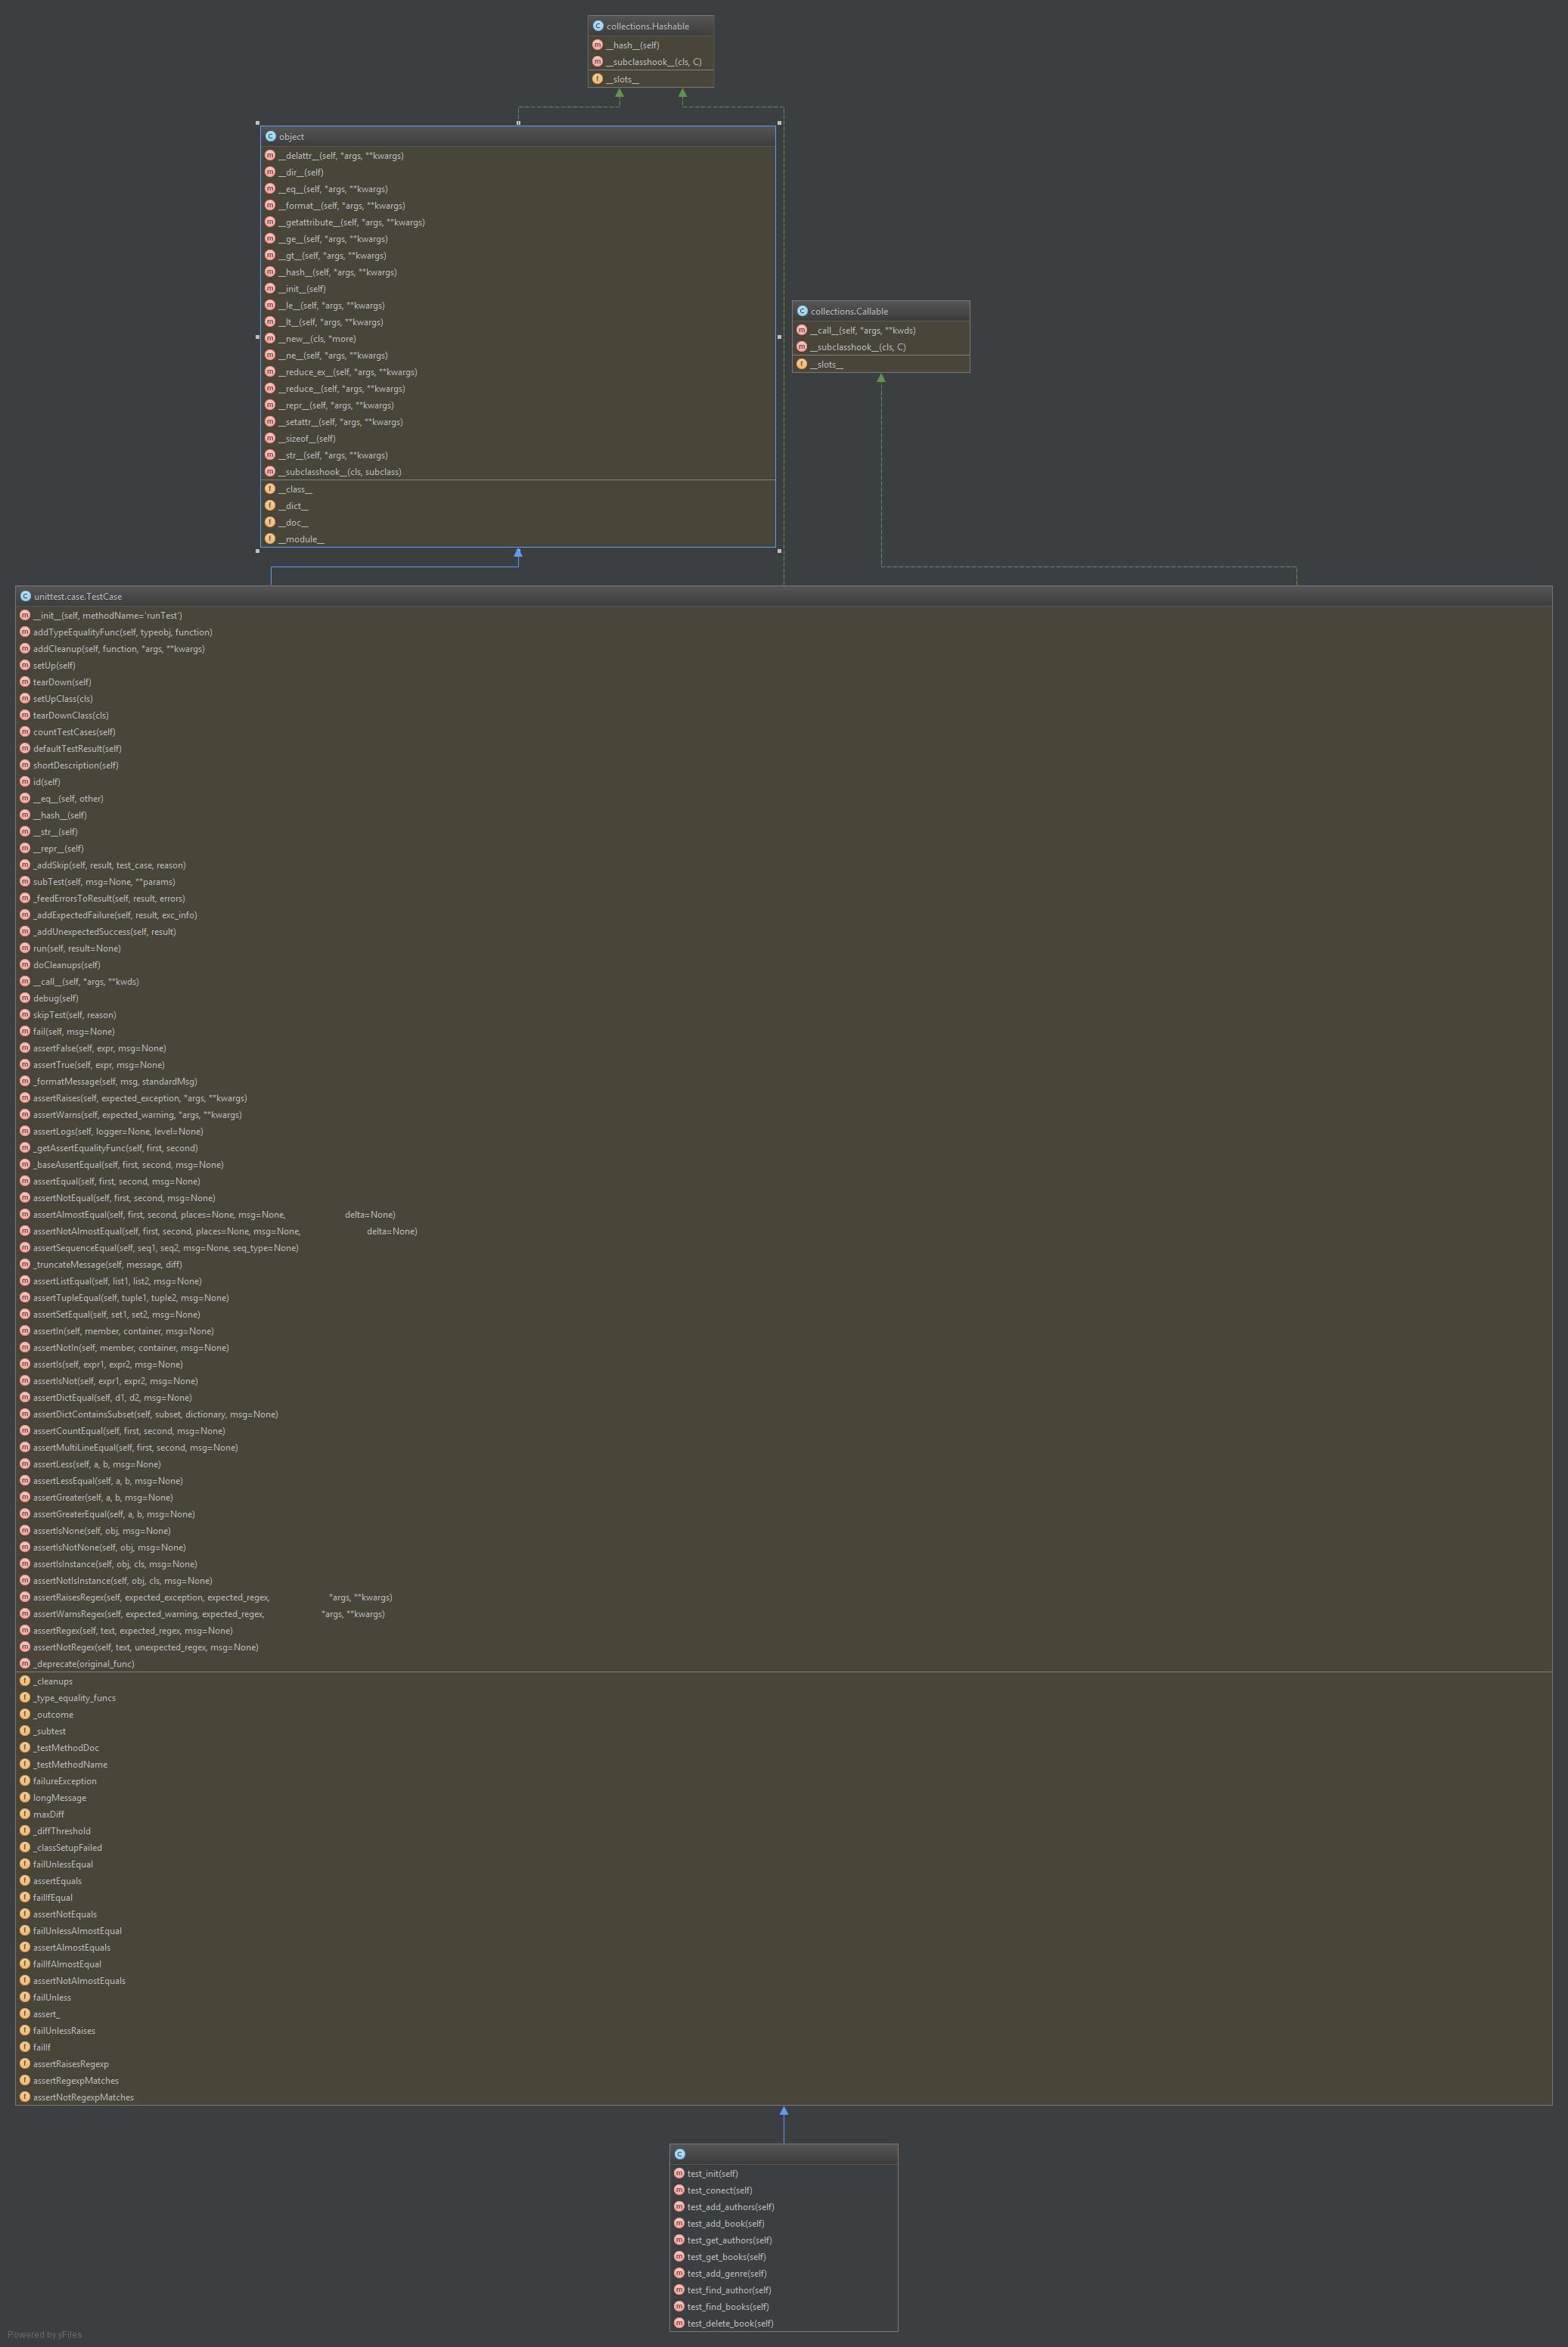 collections.Hashable
__hash__(self)
__subclasshook__(cls, C)
__slots__
object
__delattr__(self, *args, **kwargs)
__dir__(self)
__eq__(self, *args, **kwargs)
__format__(self, *args, **kwargs)
__getattribute__(self, *args, **kwargs)
__ge__(self, *args, **kwargs)
__gt__(self, *args, **kwargs)
__hash__(self, *args, **kwargs)
__init__(self)
__le__(self, *args, **kwargs)
__lt__(self, *args, **kwargs)
__new__(cls, *more)
__ne__(self, *args, **kwargs)
__reduce_ex__(self, *args, **kwargs)
__reduce__(self, *args, **kwargs)
__repr__(self, *args, **kwargs)
__setattr__(self, *args, **kwargs)
__sizeof__(self)
__str__(self, *args, **kwargs)
__subclasshook__(cls, subclass)
__class__
__dict__
__doc__
__module__
collections.Callable
__call__(self, *args, **kwds)
__subclasshook__(cls, C)
__slots__
unittest.case.TestCase
__init__(self, methodName='runTest')
addTypeEqualityFunc(self, typeobj, function)
addCleanup(self, function, *args, **kwargs)
setUp(self)
tearDown(self)
setUpClass(cls)
tearDownClass(cls)
countTestCases(self)
defaultTestResult(self)
shortDescription(self)
id(self)
__eq__(self, other)
__hash__(self)
__str__(self)
__repr__(self)
_addSkip(self, result, test_case, reason)
subTest(self, msg=None, **params)
_feedErrorsToResult(self, result, errors)
_addExpectedFailure(self, result, exc_info)
_addUnexpectedSuccess(self, result)
run(self, result=None)
doCleanups(self)
__call__(self, *args, **kwds)
debug(self)
skipTest(self, reason)
fail(self, msg=None)
assertFalse(self, expr, msg=None)
assertTrue(self, expr, msg=None)
_formatMessage(self, msg, standardMsg)
assertRaises(self, expected_exception, *args, **kwargs)
assertWarns(self, expected_warning, *args, **kwargs)
assertLogs(self, logger=None, level=None)
_getAssertEqualityFunc(self, first, second)
_baseAssertEqual(self, first, second, msg=None)
assertEqual(self, first, second, msg=None)
assertNotEqual(self, first, second, msg=None)
assertAlmostEqual(self, first, second, places=None, msg=None, delta=None)
assertNotAlmostEqual(self, first, second, places=None, msg=None, delta=None)
assertSequenceEqual(self, seq1, seq2, msg=None, seq_type=None)
_truncateMessage(self, message, diff)
assertListEqual(self, list1, list2, msg=None)
assertTupleEqual(self, tuple1, tuple2, msg=None)
assertSetEqual(self, set1, set2, msg=None)
assertIn(self, member, container, msg=None)
assertNotIn(self, member, container, msg=None)
assertIs(self, expr1, expr2, msg=None)
assertIsNot(self, expr1, expr2, msg=None)
assertDictEqual(self, d1, d2, msg=None)
assertDictContainsSubset(self, subset, dictionary, msg=None)
assertCountEqual(self, first, second, msg=None)
assertMultiLineEqual(self, first, second, msg=None)
assertLess(self, a, b, msg=None)
assertLessEqual(self, a, b, msg=None)
assertGreater(self, a, b, msg=None)
assertGreaterEqual(self, a, b, msg=None)
assertIsNone(self, obj, msg=None)
assertIsNotNone(self, obj, msg=None)
assertIsInstance(self, obj, cls, msg=None)
assertNotIsInstance(self, obj, cls, msg=None)
assertRaisesRegex(self, expected_exception, expected_regex, *args, **kwargs)
assertWarnsRegex(self, expected_warning, expected_regex, *args, **kwargs)
assertRegex(self, text, expected_regex, msg=None)
assertNotRegex(self, text, unexpected_regex, msg=None)
_deprecate(original_func)
_cleanups
_type_equality_funcs
_outcome
_subtest
_testMethodDoc
_testMethodName
failureException
longMessage
maxDiff
_diffThreshold
_classSetupFailed
failUnlessEqual
assertEquals
failIfEqual
assertNotEquals
failUnlessAlmostEqual
assertAlmostEquals
failIfAlmostEqual
assertNotAlmostEquals
failUnless
assert_
failUnlessRaises
failIf
assertRaisesRegexp
assertRegexpMatches
assertNotRegexpMatches
test_init(self)
test_conect(self)
test_add_authors(self)
test_add_book(self)
test_get_authors(self)
test_get_books(self)
test_add_genre(self)
test_find_author(self)
test_find_books(self)
test_delete_book(self)
Powered by yFiles